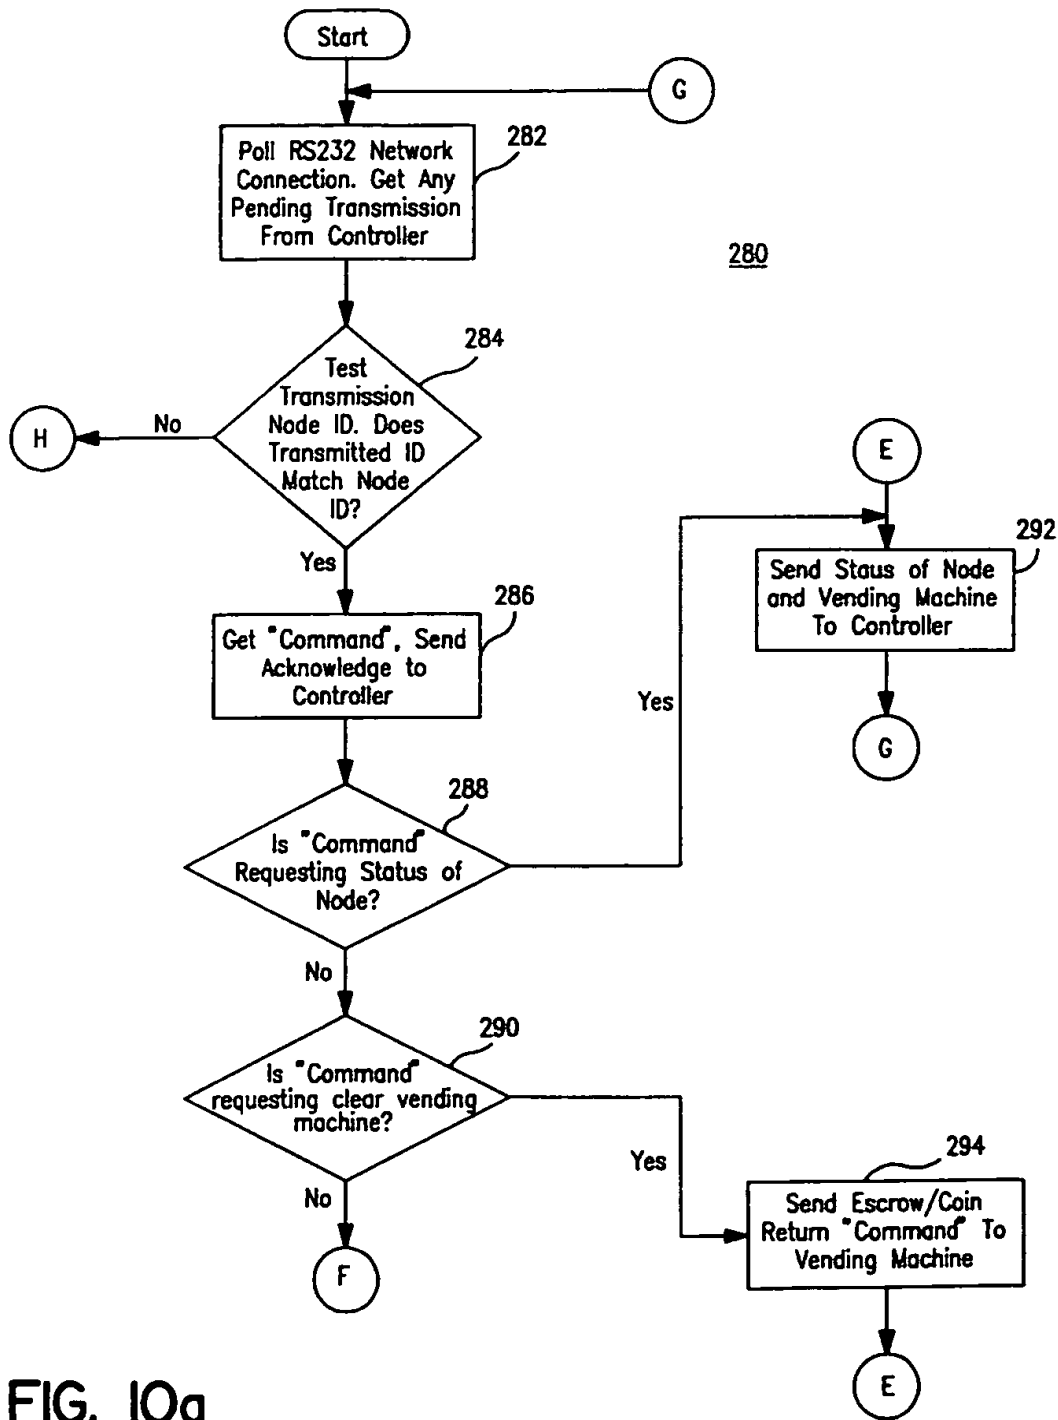 Start
G
282
Poll RS232 Network
Connection. Get Any
Pending Transmission
From Controller
280
284
Test
Transmission
Node ID. Does
Transmitted ID
Match Node
ID?
No
H
E
Yes
292
Send Staus of Node
and Vending Machine
To Controller
286
Get "Command", Send
Acknowledge to
Controller
Yes
G
288
Is "Command"
Requesting Status of
Node?
No
290
Is "Command"
requesting clear vending
machine?
Yes
294
No
Send Escrow/Coin
Return "Command" To
Vending Machine
F
E
FIG. 10a